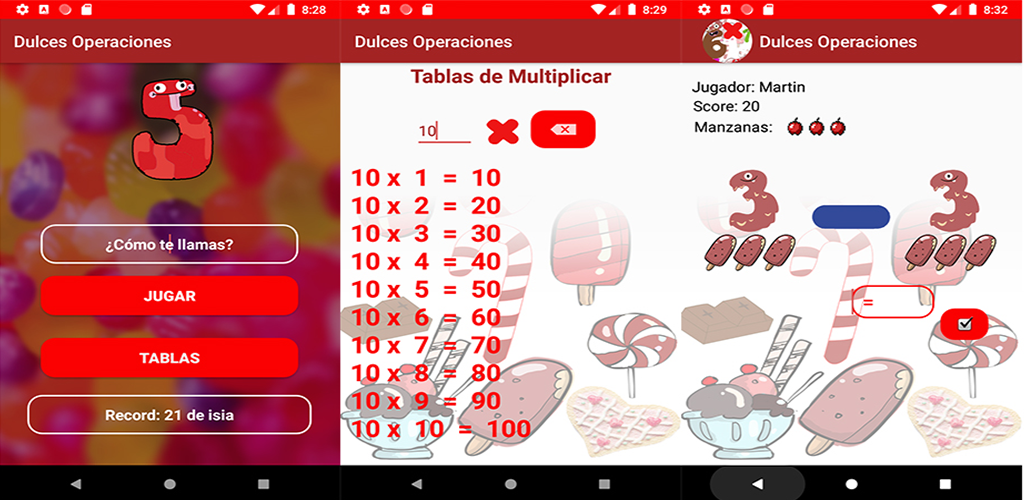 8:28
Dulces Operaciones
5
¿Cómo te llamas?
JUGAR
TABLAS
Record: 21 de isia
8:29
Dulces Operaciones
Tablas de Multiplicar
10
10 x 1 = 10
10 x 2 = 20
10 x 3 = 30
10 x 4 = 40
10 x 5 = 50
10 x 6 = 60
10 x 7 = 70
10 x 8 = 80
10 x 9 = 90
10 x 10 = 100
8:32
Dulces Operaciones
Jugador: Martin
Score: 20
Manzanas:
3 3
=